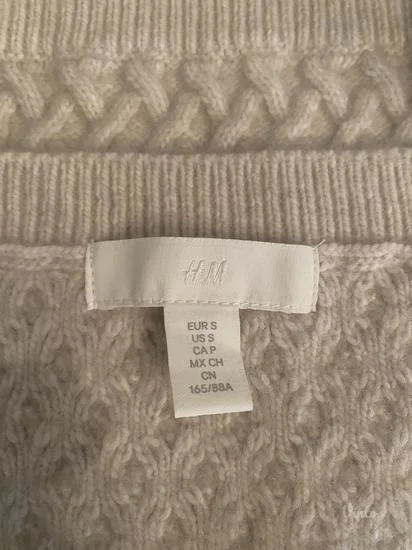 H&M
EUR S
US S
CA P
MX CH
CN
165/88A